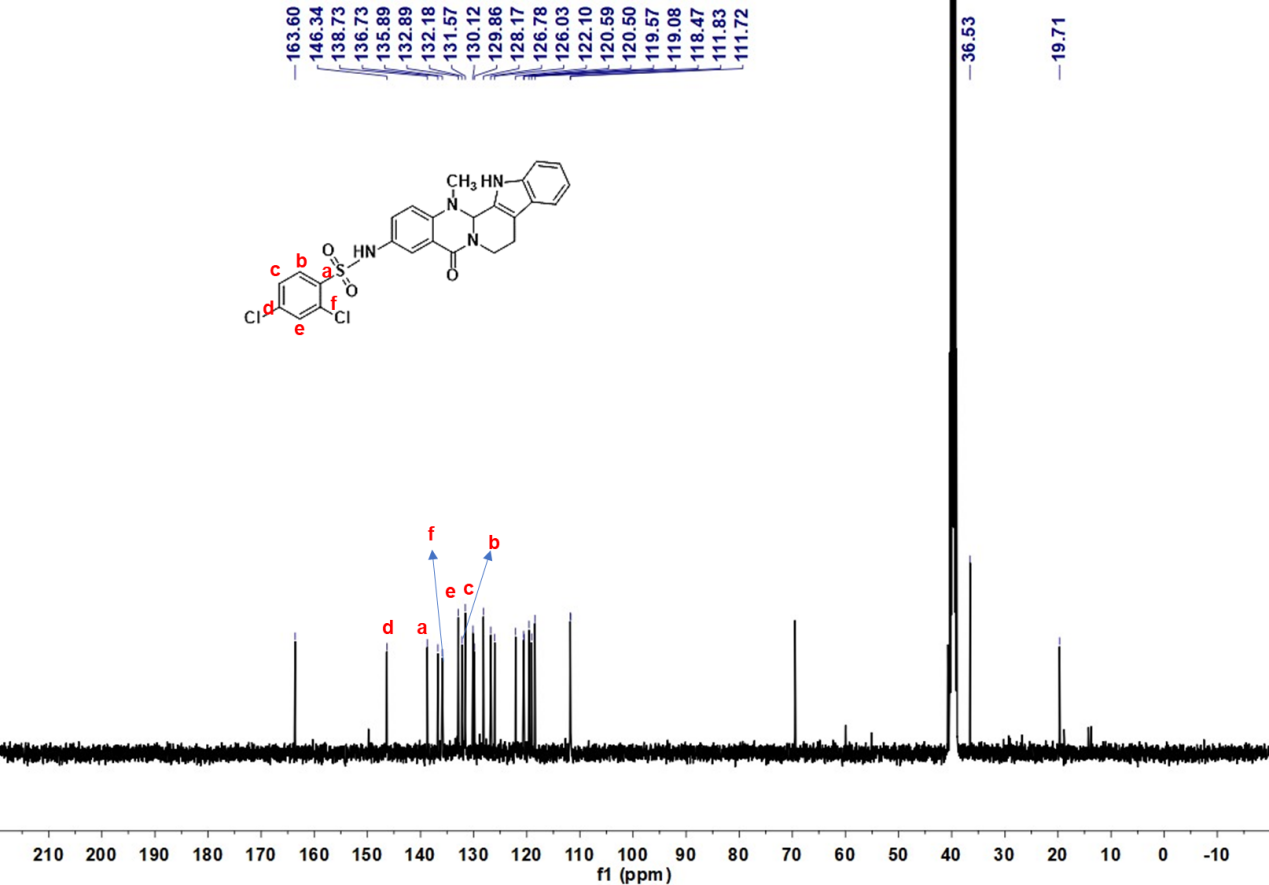 163.60
146.34
138.73
136.73
135.89
132.89
132.18
131.57
130.12
129.86
128.17
126.78
126.03
122.10
120.59
120.50
119.57
119.08
118.47
111.83
111.72
36.53
19.71
CH3 HN
N
O HN N
c b a S
O O
d f
Cl Cl
e
f
b
e c
d a
210 200 190 180 170 160 150 140 130 120 110 100 90 80 70 60 50 40 30 20 10 0 -10
f1 (ppm)